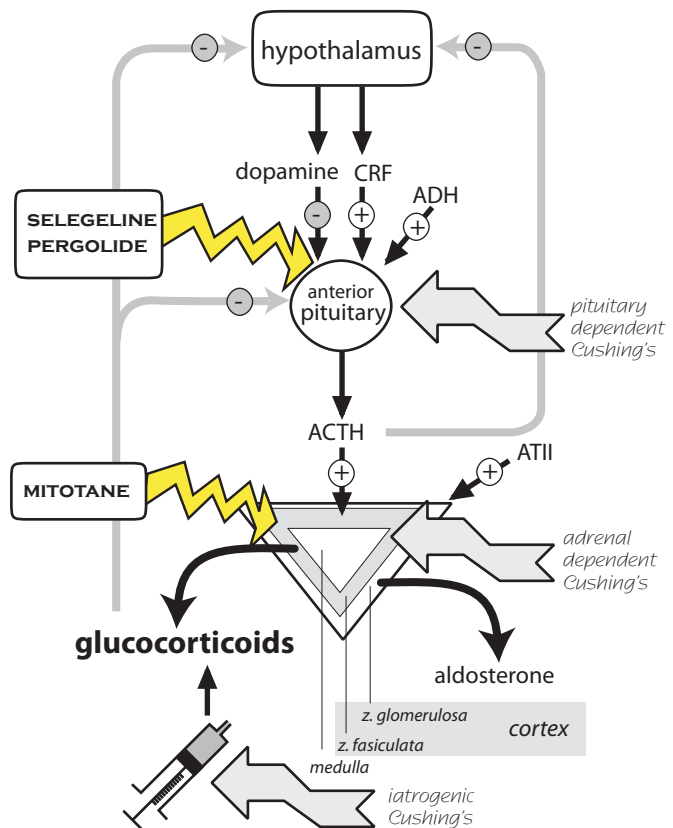 -
hypothalamus
-
dopamine CRF
ADH
SELEGELINE
PERGOLIDE
-
+
+
anterior
pituitary
-
pituitary
dependent
Cushing's
ACTH
ATII
+
+
MITOTANE
adrenal
dependent
Cushing's
glucocorticoids
aldosterone
z. glomerulosa
cortex
z. fasiculata
medulla
iatrogenic
Cushing's